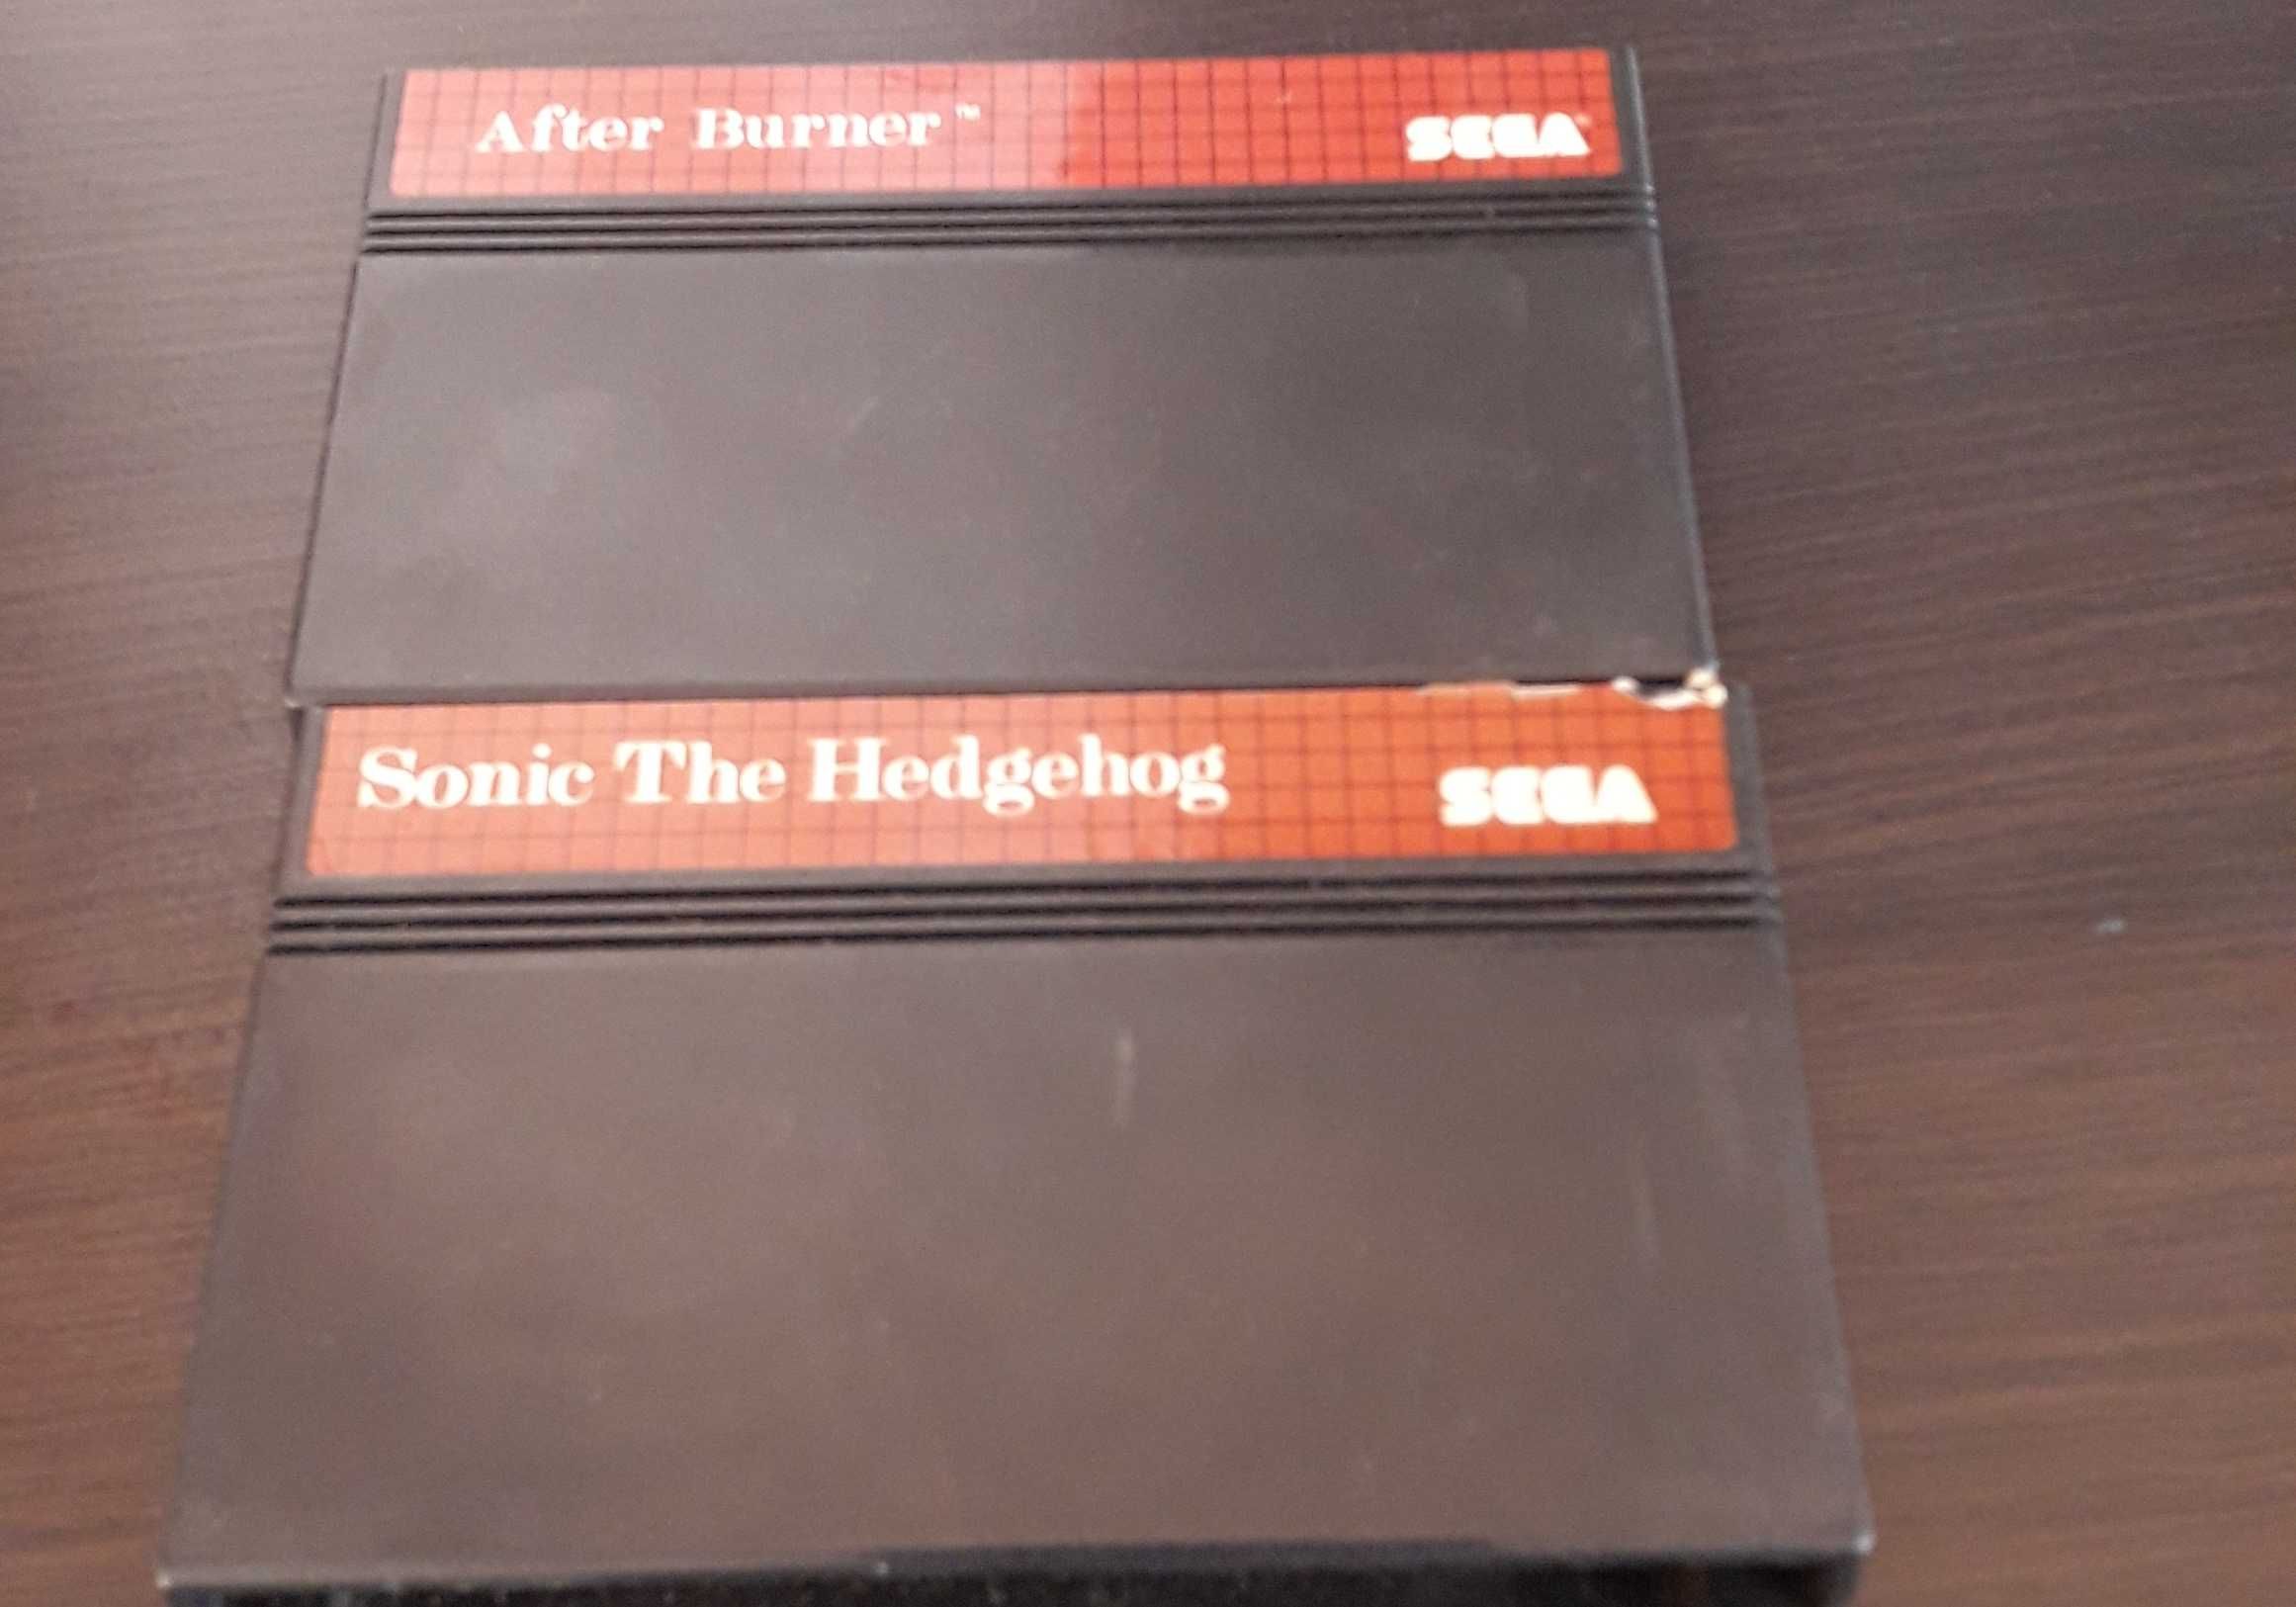 After Burner™ SEGA
Sonic The Hedgehog SEGA